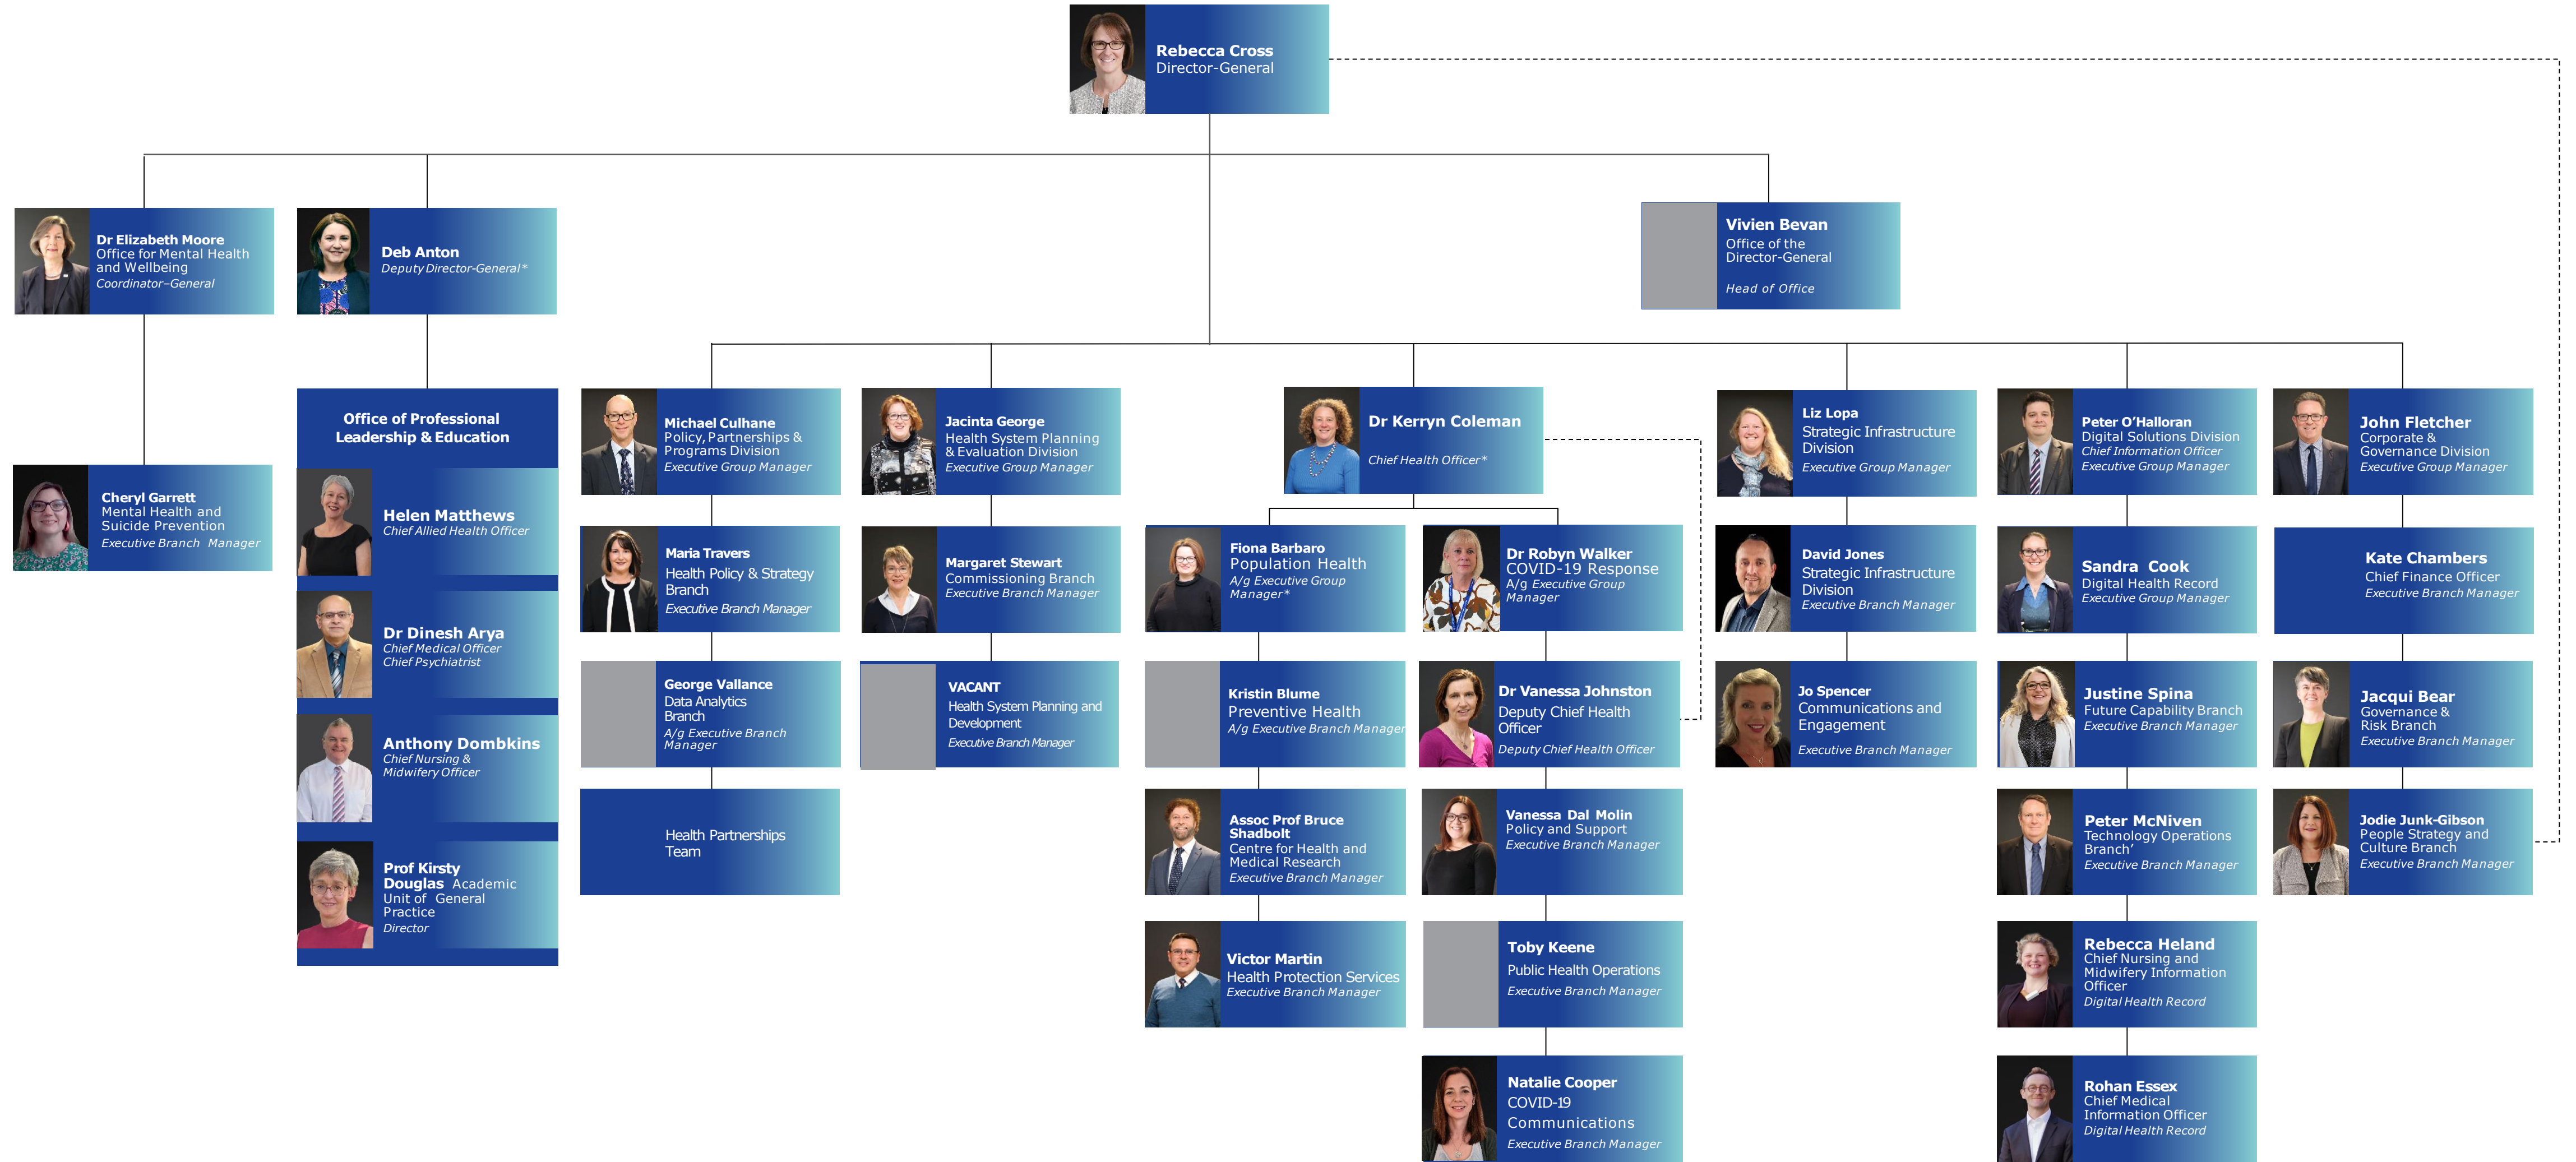 Rebecca Cross
Director-General
Dr Elizabeth Moore
Office for Mental Health
and Wellbeing
Coordinator–General
Deb Anton
Deputy Director-General*
Vivien Bevan
Office of the
Director-General
Head of Office
Cheryl Garrett
Mental Health and
Suicide Prevention
Executive Branch Manager
Office of Professional
Leadership & Education
Helen Matthews
Chief Allied Health Officer
Dr Dinesh Arya
Chief Medical Officer
Chief Psychiatrist
Anthony Dombkins
Chief Nursing &
Midwifery Officer
Prof Kirsty
Douglas Academic
Unit of General
Practice
Director
Michael Culhane
Policy, Partnerships &
Programs Division
Executive Group Manager
Maria Travers
Health Policy & Strategy
Branch
Executive Branch Manager
George Vallance
Data Analytics
Branch
A/g Executive Branch
Manager
Health Partnerships
Team
Jacinta George
Health System Planning
& Evaluation Division
Executive Group Manager
Margaret Stewart
Commissioning Branch
Executive Branch Manager
VACANT
Health System Planning and
Development
Executive Branch Manager
Dr Kerryn Coleman
Chief Health Officer*
Fiona Barbaro
Population Health
A/g Executive Group
Manager*
Kristin Blume
Preventive Health
A/g Executive Branch Manager
Assoc Prof Bruce
Shadbolt
Centre for Health and
Medical Research
Executive Branch Manager
Victor Martin
Health Protection Services
Executive Branch Manager
Dr Robyn Walker
COVID-19 Response
A/g Executive Group
Manager
Dr Vanessa Johnston
Deputy Chief Health
Officer
Deputy Chief Health Officer
Vanessa Dal Molin
Policy and Support
Executive Branch Manager
Toby Keene
Public Health Operations
Executive Branch Manager
Natalie Cooper
COVID-19
Communications
Executive Branch Manager
Liz Lopa
Strategic Infrastructure
Division
Executive Group Manager
David Jones
Strategic Infrastructure
Division
Executive Branch Manager
Jo Spencer
Communications and
Engagement
Executive Branch Manager
Peter O’Halloran
Digital Solutions Division
Chief Information Officer
Executive Group Manager
Sandra Cook
Digital Health Record
Executive Group Manager
Justine Spina
Future Capability Branch
Executive Branch Manager
Peter McNiven
Technology Operations
Branch’
Executive Branch Manager
Rebecca Heland
Chief Nursing and
Midwifery Information
Officer
Digital Health Record
Rohan Essex
Chief Medical
Information Officer
Digital Health Record
John Fletcher
Corporate &
Governance Division
Executive Group Manager
Kate Chambers
Chief Finance Officer
Executive Branch Manager
Jacqui Bear
Governance &
Risk Branch
Executive Branch Manager
Jodie Junk-Gibson
People Strategy and
Culture Branch
Executive Branch Manager